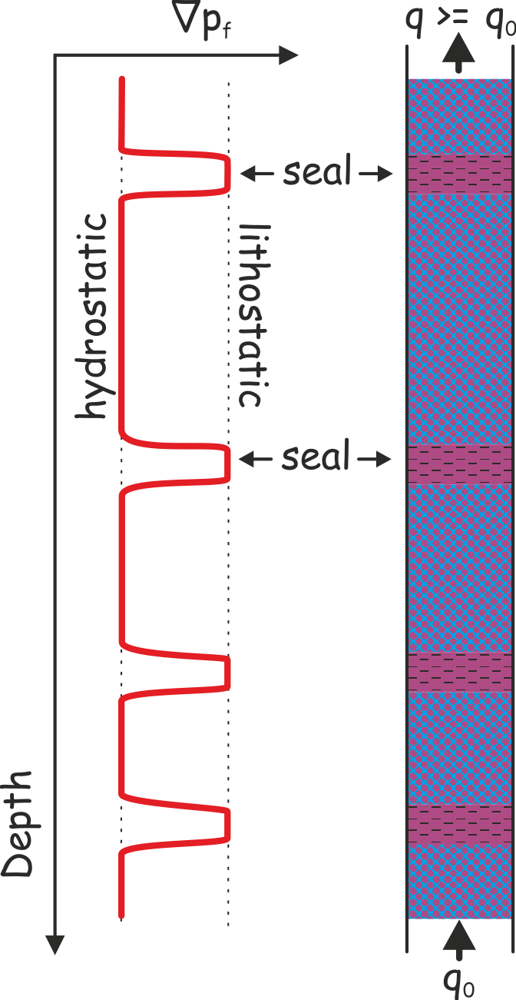 ∇pf
q >= q0
seal
hydrostatic
lithostatic
seal
Depth
q0